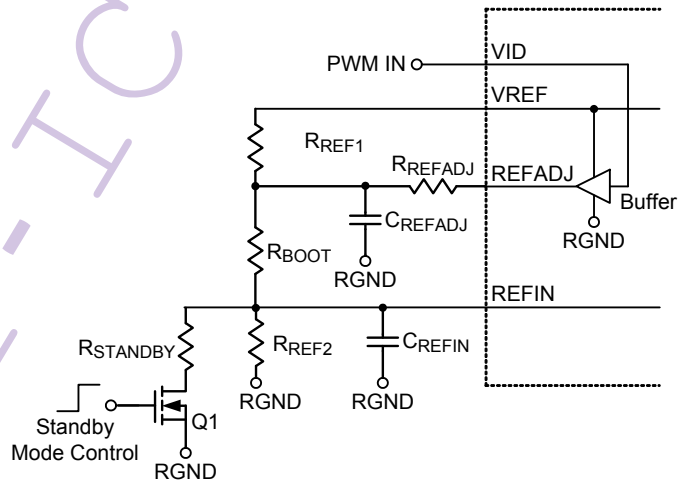 PWM IN
VID
VREF
RREF1
RREFADJ
REFADJ
Buffer
CREFADJ
RGND
RGND
RBOOT
REFIN
RSTANDBY
RREF2
CREFIN
RGND
RGND
Q1
Standby
Mode Control
RGND
- IC